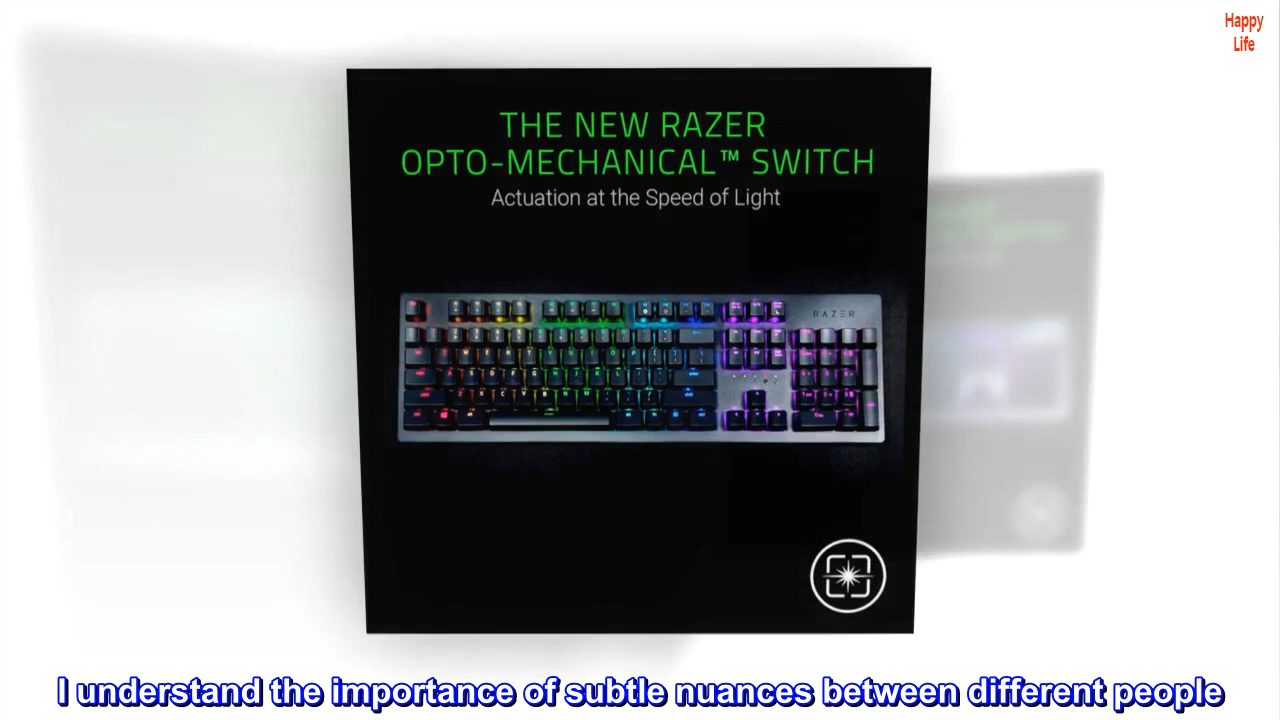 Happy
Life
THE NEW RAZER
OPTO-MECHANICAL™ SWITCH
Actuation at the Speed of Light
RAZER
I understand the importance of subtle nuances between different people